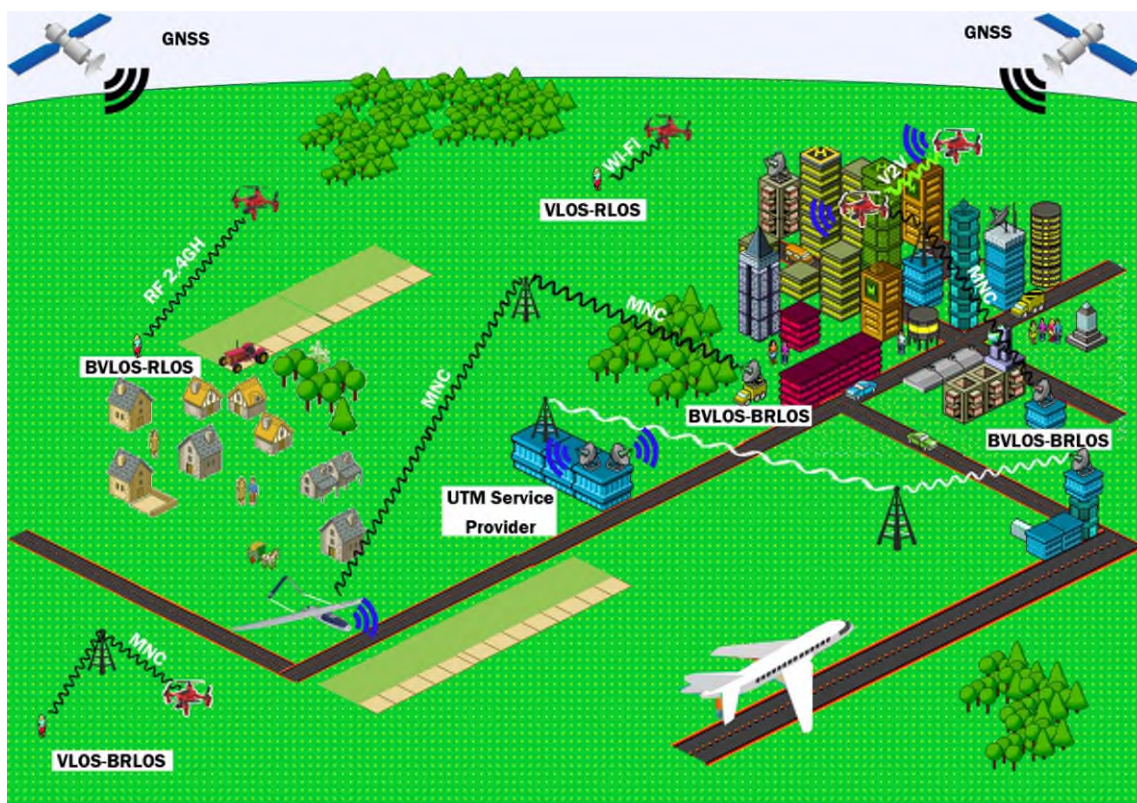 GNSS
GNSS
WI-FI
V2V
VLOS-RLOS
RF 2.4GH
MNC
MNC
MNC
BVLOS-RLOS
BVLOS-BRLOS
BVLOS-BRLOS
UTM Service
Provider
MNC
VLOS-BRLOS